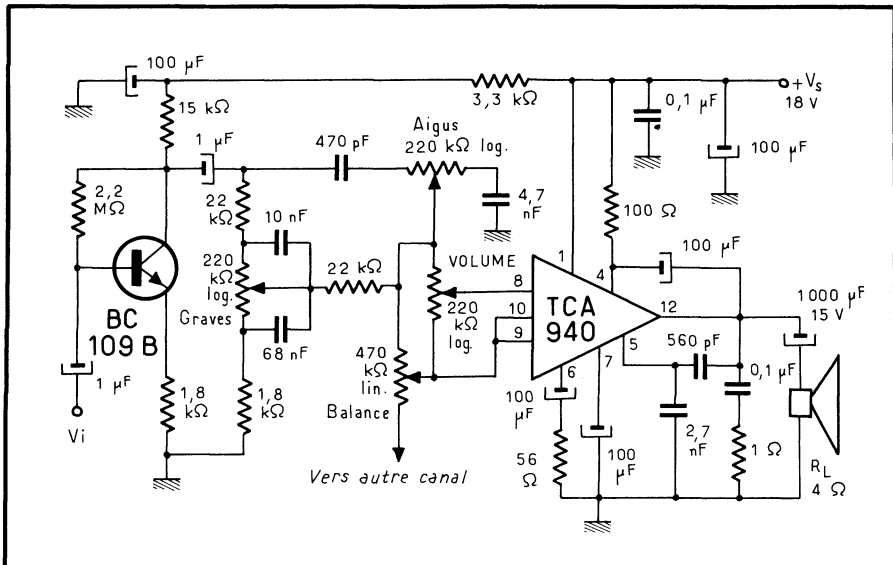 100 µF
15 kΩ
3,3 kΩ
+Vs
18 V
0,1 µF
100 µF
1 µF
470 pF
Aigus
220 kΩ log.
4,7
nF
2,2
MΩ
22
kΩ
10 nF
100 Ω
100
µF
220
kΩ
log.
Graves
22 kΩ
VOLUME
220
kΩ
log.
1
4
8
10
9
TCA
940
12
5
6
7
1000 µF
15 V
BC
109 B
68 nF
470
kΩ
lin.
Balance
560 pF
0,1 µF
1 µF
Vi
1,8
kΩ
1,8
kΩ
Vers autre canal
100
µF
56
Ω
100
µF
2,7
nF
1 Ω
RL
4 Ω